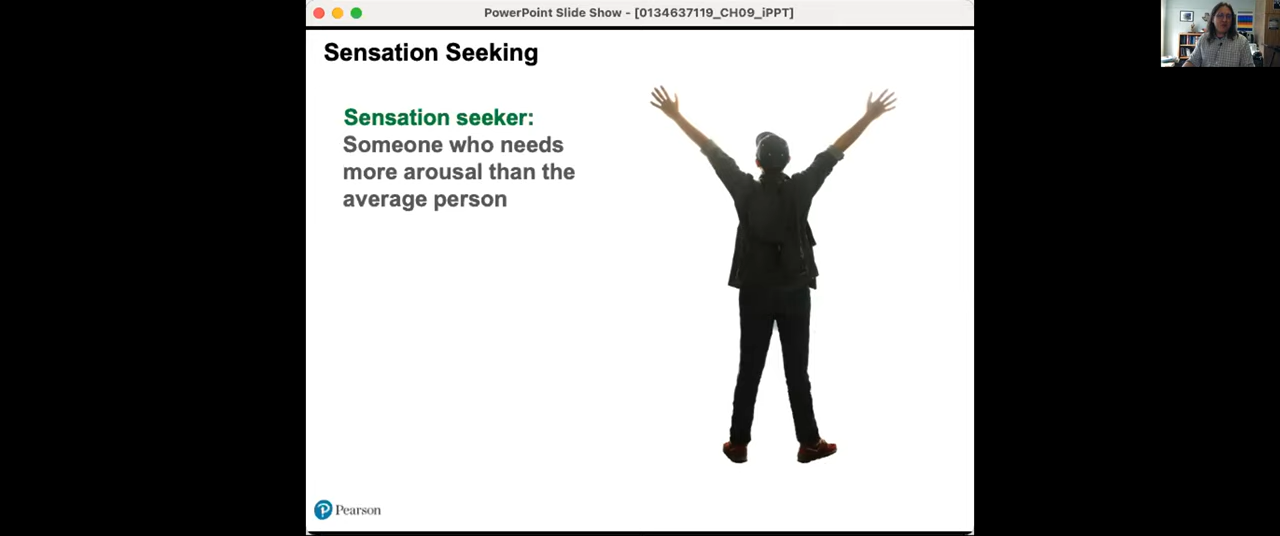 PowerPoint Slide Show - [0134637119_CH09_iPPT]
Sensation Seeking
Sensation seeker:
Someone who needs
more arousal than the
average person
Pearson